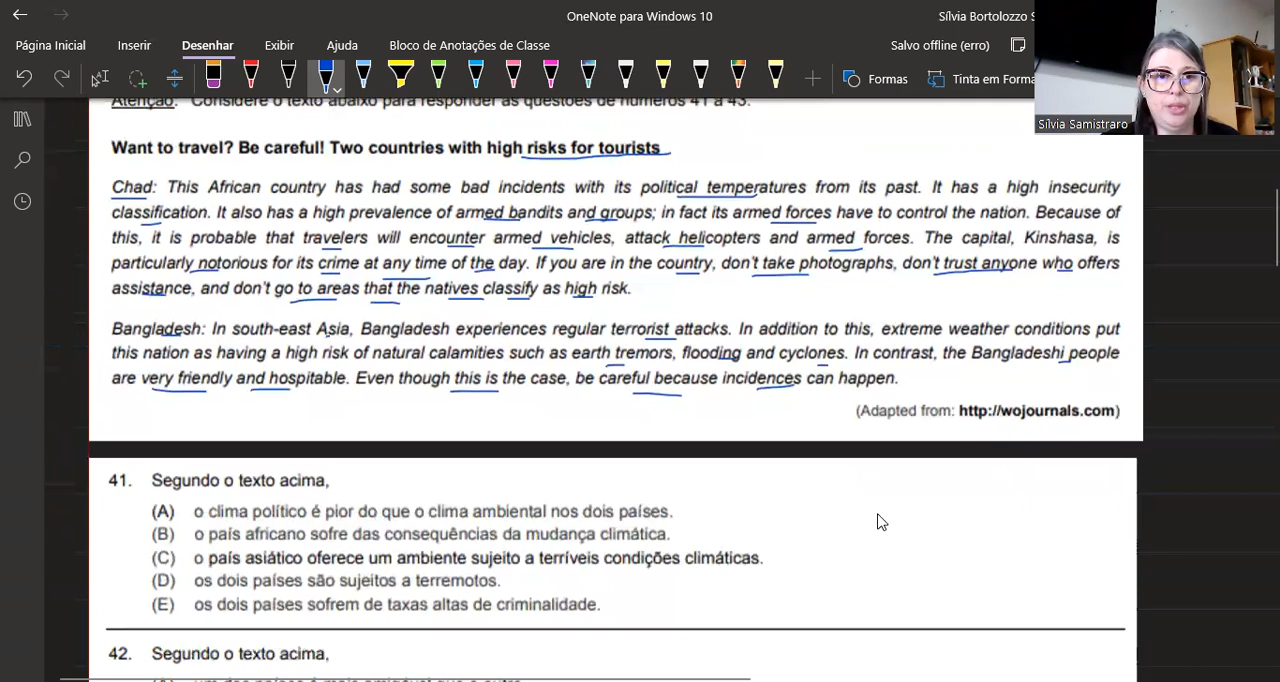 OneNote para Windows 10
Sílvia Bortolozzo S
Página Inicial Inserir Desenhar Exibir Ajuda Bloco de Anotações de Classe Salvo offline (erro)
Formas Tinta em Forma
Sílvia Samistraro
Atenção: Considere o texto abaixo para responder às questões de números 41 a 43.
Want to travel? Be careful! Two countries with high risks for tourists
Chad: This African country has had some bad incidents with its political temperatures from its past. It has a high insecurity
classification. It also has a high prevalence of armed bandits and groups; in fact its armed forces have to control the nation. Because of
this, it is probable that travelers will encounter armed vehicles, attack helicopters and armed forces. The capital, Kinshasa, is
particularly notorious for its crime at any time of the day. If you are in the country, don't take photographs, don't trust anyone who offers
assistance, and don't go to areas that the natives classify as high risk.
Bangladesh: In south-east Asia, Bangladesh experiences regular terrorist attacks. In addition to this, extreme weather conditions put
this nation as having a high risk of natural calamities such as earth tremors, flooding and cyclones. In contrast, the Bangladeshi people
are very friendly and hospitable. Even though this is the case, be careful because incidences can happen.
(Adapted from: http://wojournals.com)
41. Segundo o texto acima,
(A) o clima político é pior do que o clima ambiental nos dois países.
(B) o país africano sofre das consequências da mudança climática.
(C) o país asiático oferece um ambiente sujeito a terríveis condições climáticas.
(D) os dois países são sujeitos a terremotos.
(E) os dois países sofrem de taxas altas de criminalidade.
42. Segundo o texto acima,